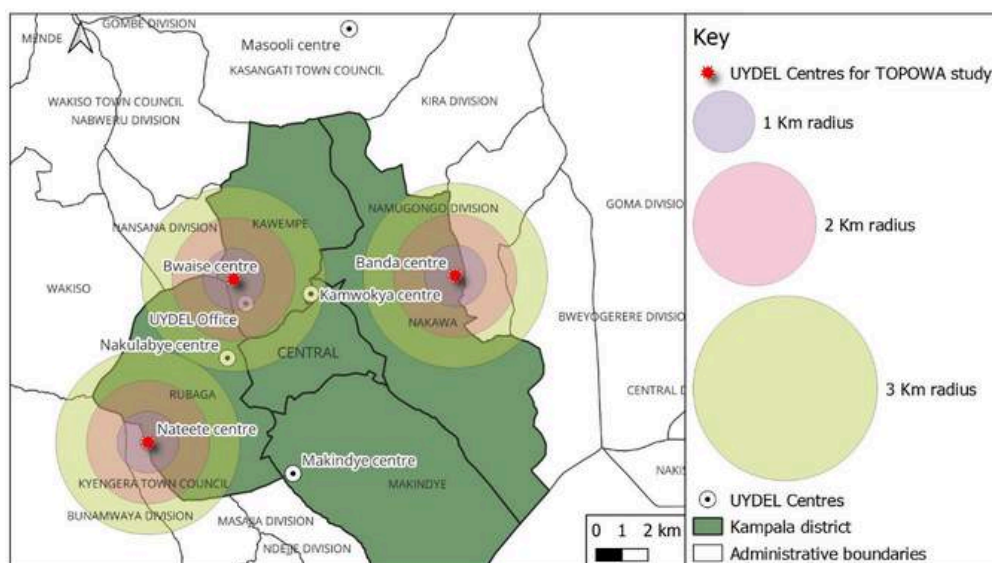 GOMBE DIVISION
MENDE
Masooli centre
KASANGATI TOWN COUNCIL
WAKISO TOWN COUNCIL
NABWERU DIVISION
KIRA DIVISION
NANSANA DIVISION
KAWEMPE
NAMUGONGO DIVISION
GOMA DIVISI
Bwaise centre
Banda centre
WAKISO
Kamwokya centre
UYDEL Office
NAKAWA
BWEYOGERERE DIVISION
Nakulabye centre
CENTRAL
CENTRAL D
RUBAGA
Nateete centre
Makindye centre
KYENGERA TOWN COUNCIL
MAKINDYE
NAKIS
BUNAMWAYA DIVISION
MASAJJA DIVISION
NDEJJE DIVISION
0 1 2 km
Key
UYDEL Centres for TOPOWA study
1 Km radius
2 Km radius
3 Km radius
UYDEL Centres
Kampala district
Administrative boundaries